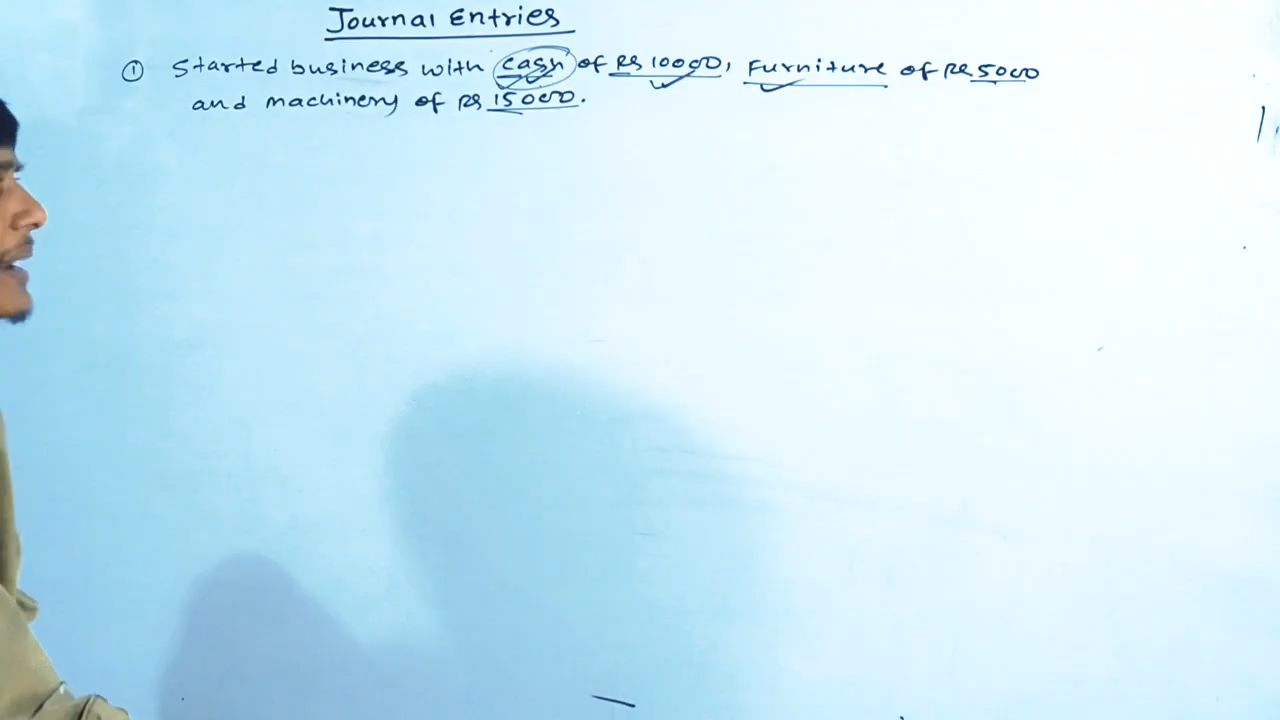 Journal Entries
① Started business with cash of Rs 10000, Furniture of Rs 5000
and machinery of Rs 15000.